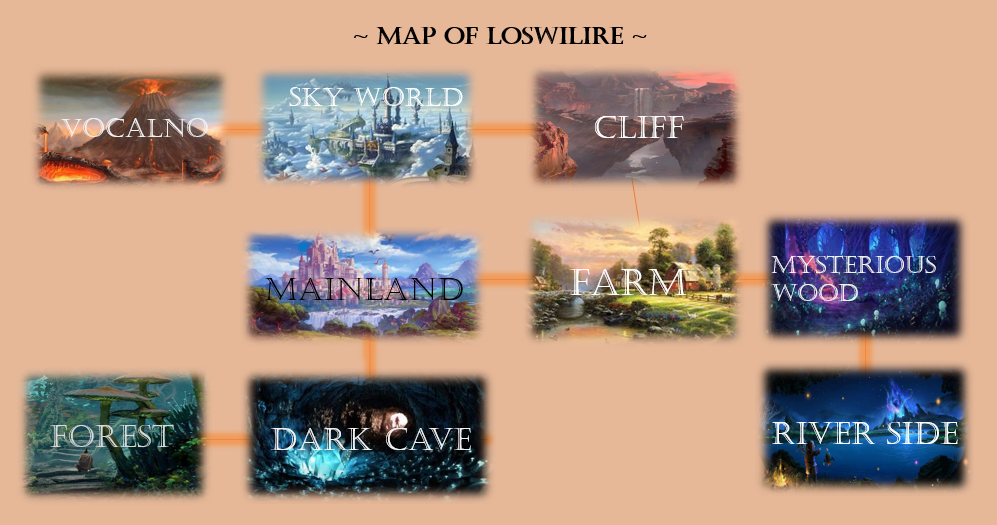 ~ MAP OF LOSWILIRE ~
VOCALNO
SKY WORLD
CLIFF
MAINLAND
FARM
MYSTERIOUS
WOOD
FOREST
DARK CAVE
RIVER SIDE